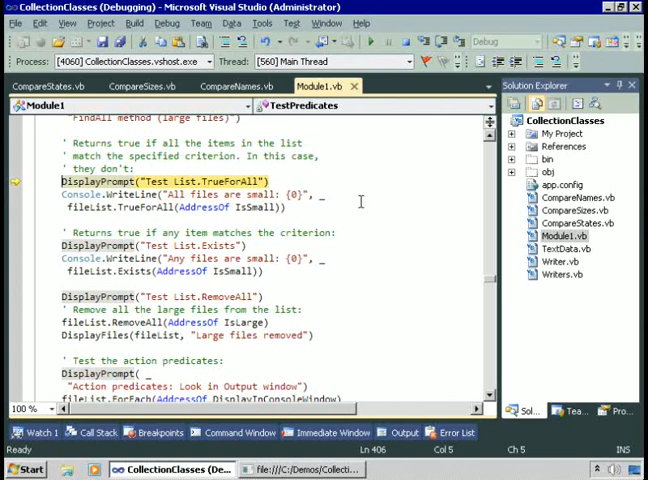 CollectionClasses (Debugging) - Microsoft Visual Studio (Administrator)
File Edit View Project Build Debug Team Data Tools Test Window Help
Debug
Process: [4060] CollectionClasses.vshost.exe Thread: [560] Main Thread
CompareStates.vb CompareSizes.vb CompareNames.vb Module1.vb
Module1 TestPredicates
"FindAll method (large files)")
' Returns true if all the items in the list
' match the specified criterion. In this case,
' they don't:
DisplayPrompt("Test List.TrueForAll")
Console.WriteLine("All files are small: {0}", _
fileList.TrueForAll(AddressOf IsSmall))
' Returns true if any item matches the criterion:
DisplayPrompt("Test List.Exists")
Console.WriteLine("Any files are small: {0}", _
fileList.Exists(AddressOf IsSmall))
DisplayPrompt("Test List.RemoveAll")
' Remove all the large files from the list:
fileList.RemoveAll(AddressOf IsLarge)
DisplayFiles(fileList, "Large files removed")
' Test the action predicates:
DisplayPrompt( _
"Action predicates: Look in Output window")
fileList.ForEach(AddressOf DisplayInConsoleWindow)
100 %
Solution Explorer
CollectionClasses
My Project
bin
obj
app.config
CompareNames.vb
CompareSizes.vb
CompareStates.vb
Module1.vb
TextData.vb
Writer.vb
Writers.vb
Sol... Tea... Pro...
Watch 1 Call Stack Breakpoints Command Window Immediate Window Output Error List
Ready Ln 406 Col 5 Ch 5 INS
Start CollectionClasses (De... file:///C:/Demos/Collecti...